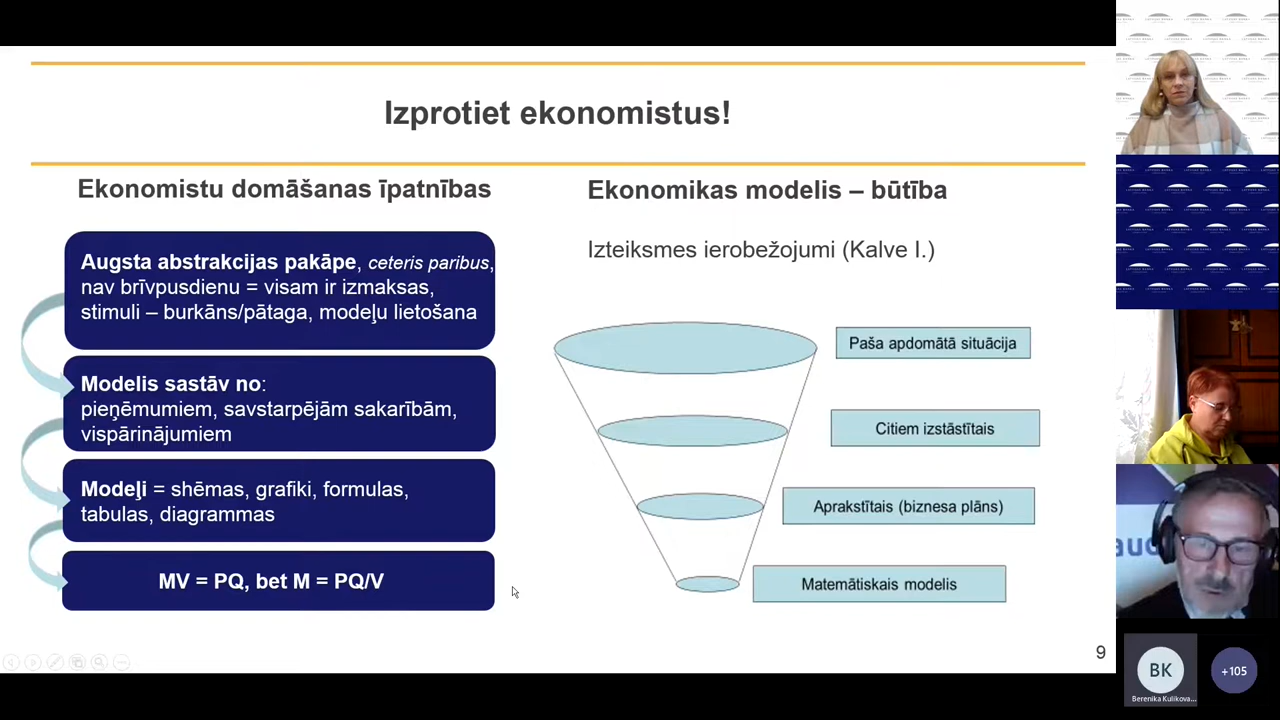 Izprotiet ekonomistus!
Ekonomistu domāšanas īpatnības
Augsta abstrakcijas pakāpe, ceteris paribus,
nav brīvpusdienu = visam ir izmaksas,
stimuli – burkāns/pātaga, modeļu lietošana
Modelis sastāv no:
pieņēmumiem, savstarpējām sakarībām,
vispārinājumiem
Modeļi = shēmas, grafiki, formulas,
tabulas, diagrammas
MV = PQ, bet M = PQ/V
Ekonomikas modelis – būtība
Izteiksmes ierobežojumi (Kalve I.)
Paša apdomātā situācija
Citiem izstāstītais
Aprakstītais (biznesa plāns)
Matemātiskais modelis
9
BK
Berenika Kulikova...
+105